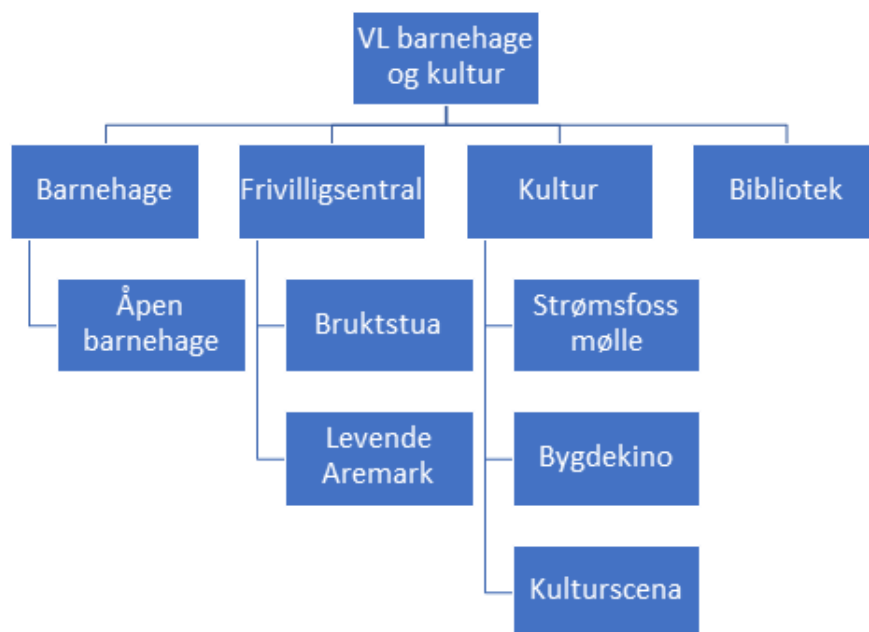 VL barnehage
og kultur
Barnehage
Frivilligsentral
Kultur
Bibliotek
Åpen
barnehage
Bruktstua
Strømsfoss
mølle
Levende
Aremark
Bygdekino
Kulturscena